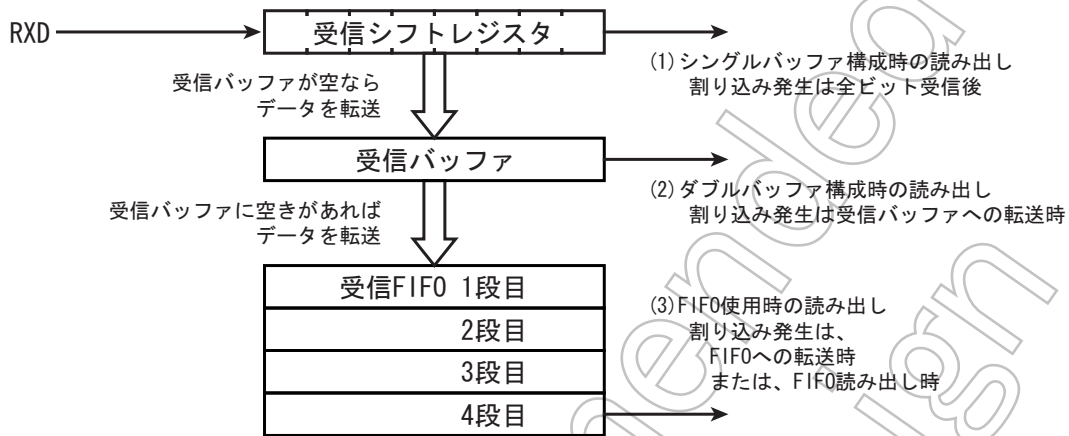 RXD
受信シフトレジスタ
(1)シングルバッファ構成時の読み出し
割り込み発生は全ビット受信後
受信バッファが空なら
データを転送
受信バッファ
(2)ダブルバッファ構成時の読み出し
割り込み発生は受信バッファへの転送時
受信バッファに空きがあれば
データを転送
受信FIFO 1段目
2段目
3段目
4段目
(3)FIFO使用時の読み出し
割り込み発生は、
FIFOへの転送時
または、FIFO読み出し時